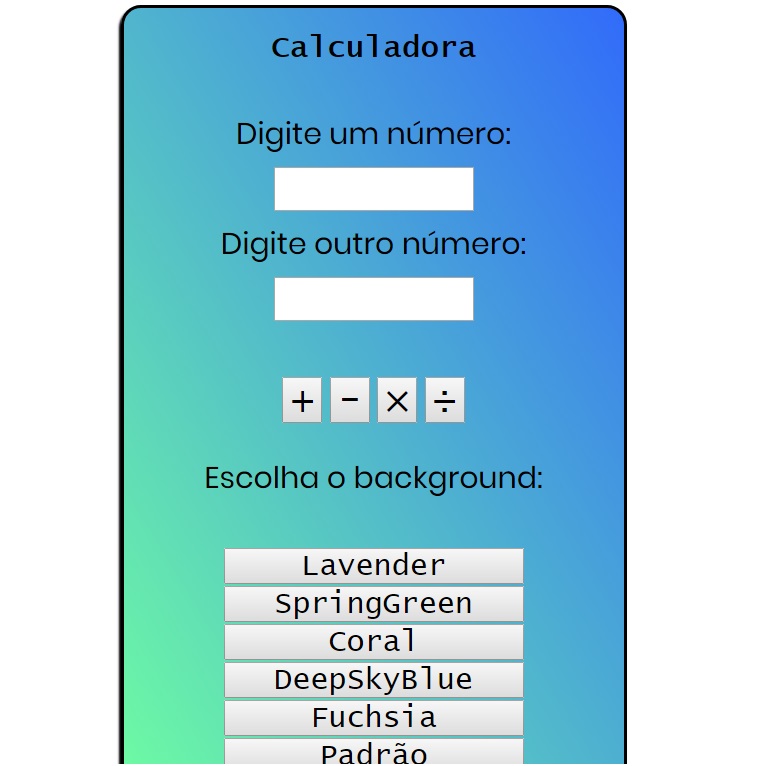 Calculadora
Digite um número:
Digite outro número:
+ - × ÷
Escolha o background:
Lavender
SpringGreen
Coral
DeepSkyBlue
Fuchsia
Padrão